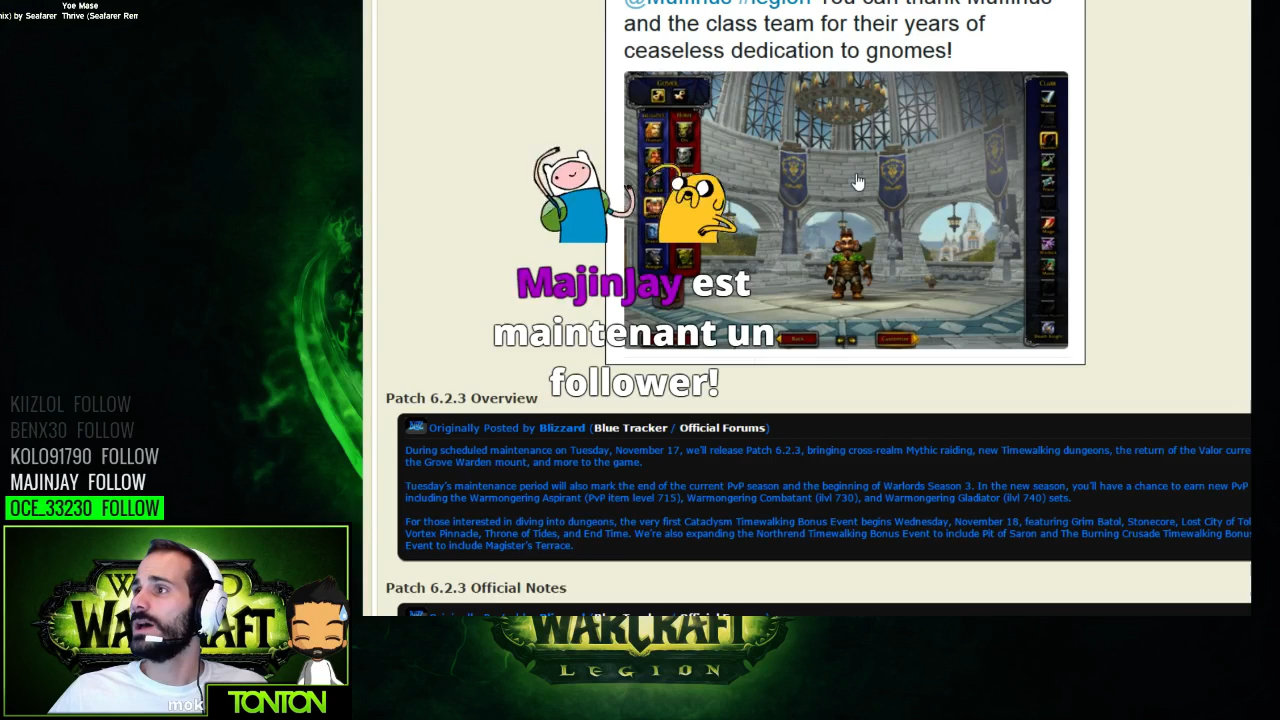 Yoe Mase
nix) by Seafarer Thrive (Seafarer Rem
and the class team for their years of
ceaseless dedication to gnomes!
MajinJay est
maintenant un
follower!
Patch 6.2.3 Overview
Originally Posted by Blizzard (Blue Tracker / Official Forums)
During scheduled maintenance on Tuesday, November 17, we'll release Patch 6.2.3, bringing cross-realm Mythic raiding, new Timewalking dungeons, the return of the Valor curre
the Grove Warden mount, and more to the game.
Tuesday's maintenance period will also mark the end of the current PvP season and the beginning of Warlords Season 3. In the new season, you'll have a chance to earn new PvP
including the Warmongering Aspirant (PvP item level 715), Warmongering Combatant (ilvl 730), and Warmongering Gladiator (ilvl 740) sets.
For those interested in diving into dungeons, the very first Cataclysm Timewalking Bonus Event begins Wednesday, November 18, featuring Grim Batol, Stonecore, Lost City of Tol
Vortex Pinnacle, Throne of Tides, and End Time. We're also expanding the Northrend Timewalking Bonus Event to include Pit of Saron and The Burning Crusade Timewalking Bonus
Event to include Magister's Terrace.
Patch 6.2.3 Official Notes
KIIZLOL FOLLOW
BENX30 FOLLOW
KOLO91790 FOLLOW
MAJINJAY FOLLOW
OCE_33230 FOLLOW
WARCRAFT
LEGION
mok
TONTON